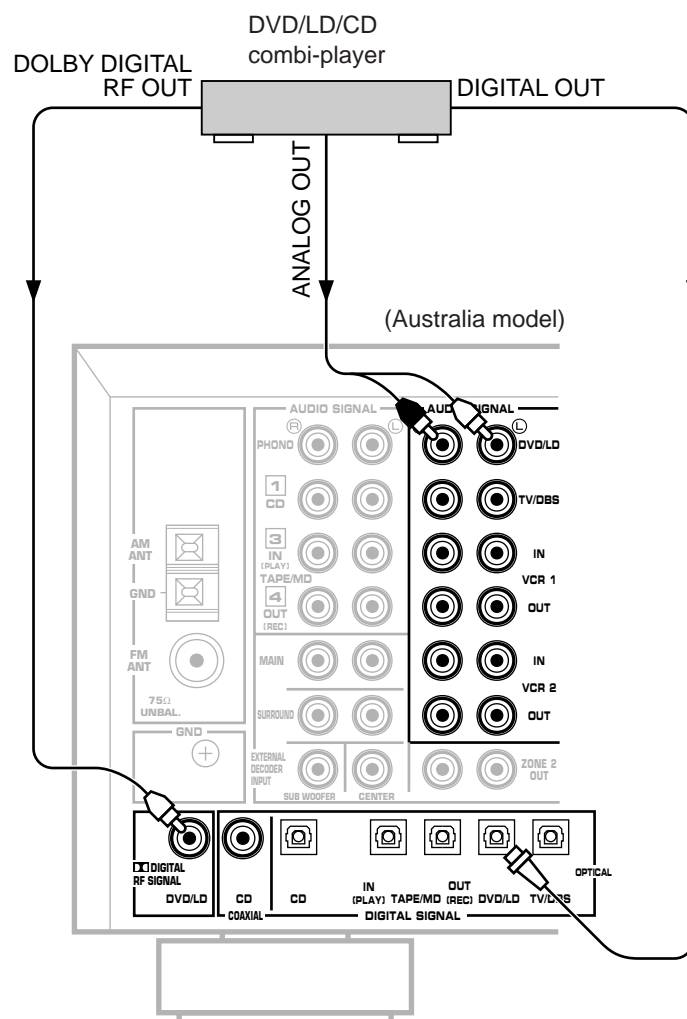 DVD/LD/CD
combi-player
DOLBY DIGITAL
RF OUT
DIGITAL OUT
ANALOG OUT
(Australia model)
AUDIO SIGNAL
SIGNAL
R
L
L
PHONO
DVD/LD
1
CD
TV/DBS
AM
ANT
3
IN
(PLAY)
TAPE/MD
IN
VCR 1
GND
4
OUT
(REC)
OUT
FM
ANT
MAIN
IN
VCR 2
75Ω
UNBAL.
SURROUND
OUT
GND
EXTERNAL
DECODER
INPUT
SUB WOOFER
CENTER
ZONE 2
OUT
DIGITAL
RF SIGNAL
DVD/LD
CD
COAXIAL
CD
IN
(PLAY)
TAPE/MD
OUT
(REC)
DVD/LD
TV/DBS
OPTICAL
DIGITAL SIGNAL